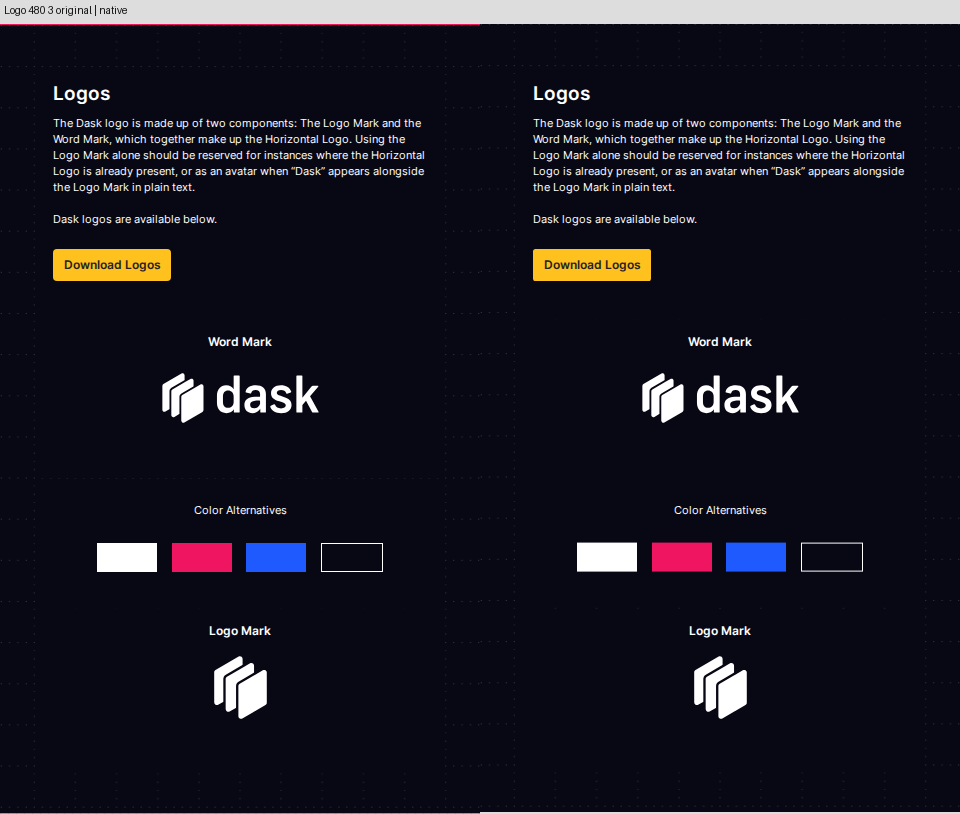 Logo 480 3 original | native
Logos
The Dask logo is made up of two components: The Logo Mark and the
Word Mark, which together make up the Horizontal Logo. Using the
Logo Mark alone should be reserved for instances where the Horizontal
Logo is already present, or as an avatar when “Dask” appears alongside
the Logo Mark in plain text.
Dask logos are available below.
Download Logos
Word Mark
dask
Color Alternatives
Logo Mark
Logos
The Dask logo is made up of two components: The Logo Mark and the
Word Mark, which together make up the Horizontal Logo. Using the
Logo Mark alone should be reserved for instances where the Horizontal
Logo is already present, or as an avatar when “Dask” appears alongside
the Logo Mark in plain text.
Dask logos are available below.
Download Logos
Word Mark
dask
Color Alternatives
Logo Mark